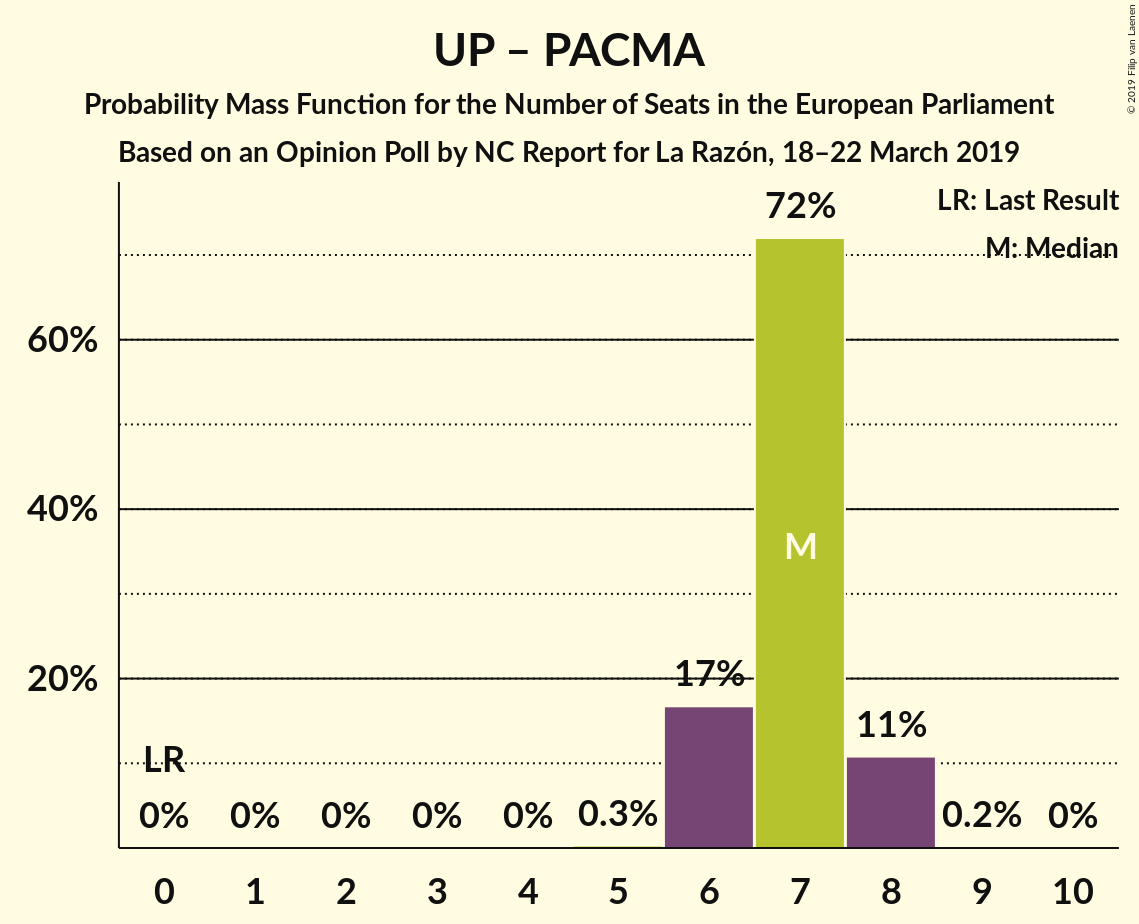 UP – PACMA
Probability Mass Function for the Number of Seats in the European Parliament
Based on an Opinion Poll by NC Report for La Razón, 18–22 March 2019
© 2019 Filip van Laenen
LR: Last Result
M: Median
72%
60%
40%
M
20%
17%
11%
LR
0%
0%
0%
0%
0%
0.3%
0.2%
0%
0 1 2 3 4 5 6 7 8 9 10